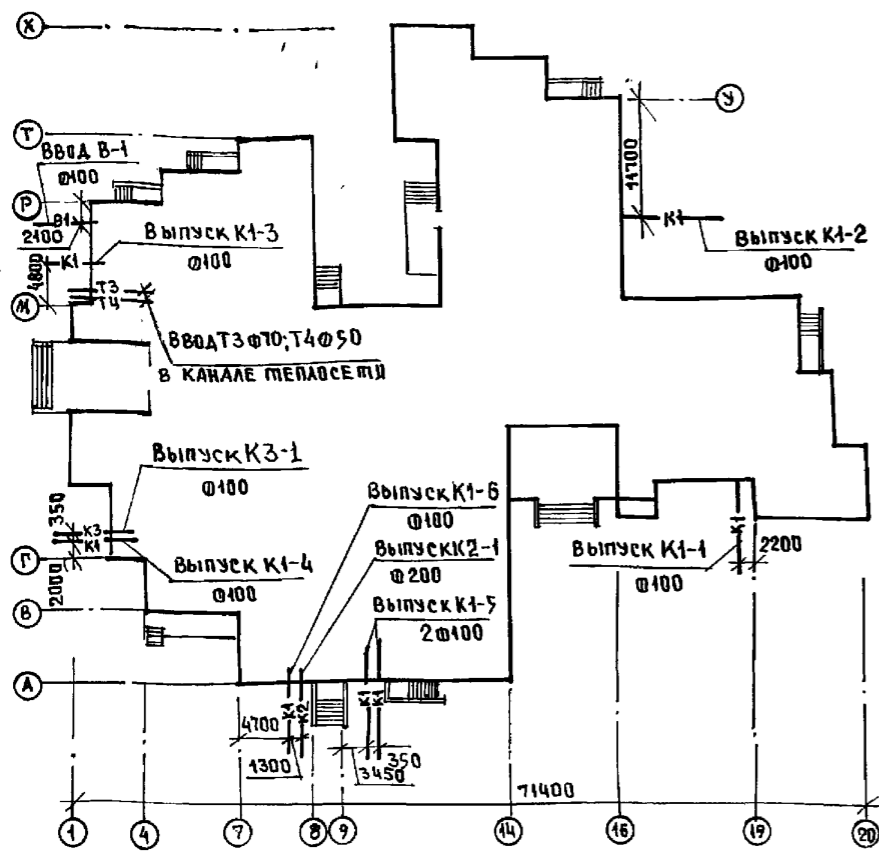 Х
У
Т
ВВОД В-1
Ф100
11700
Р
В1
2100
ВЫПУСК К1-3
К1
ВЫПУСК К1-2
К1
Ф100
Ф100
4800
Т3
М
Т4
ВВОД Т3 Ф70; Т4 Ф50
В КАНАЛЕ ТЕПЛОСЕТИ
ВЫПУСК К3-1
Ф100
ВЫПУСК К1-6
Ф100
350
К3
К1
К1
ВЫПУСК К2-1
ВЫПУСК К1-1
2200
Г
ВЫПУСК К1-4
Ф200
Ф100
2000
Ф100
В
ВЫПУСК К1-5
2Ф100
А
К1
К2
К1
К1
4700
1300
350
3450
71400
1
4
7
8
9
14
16
19
20